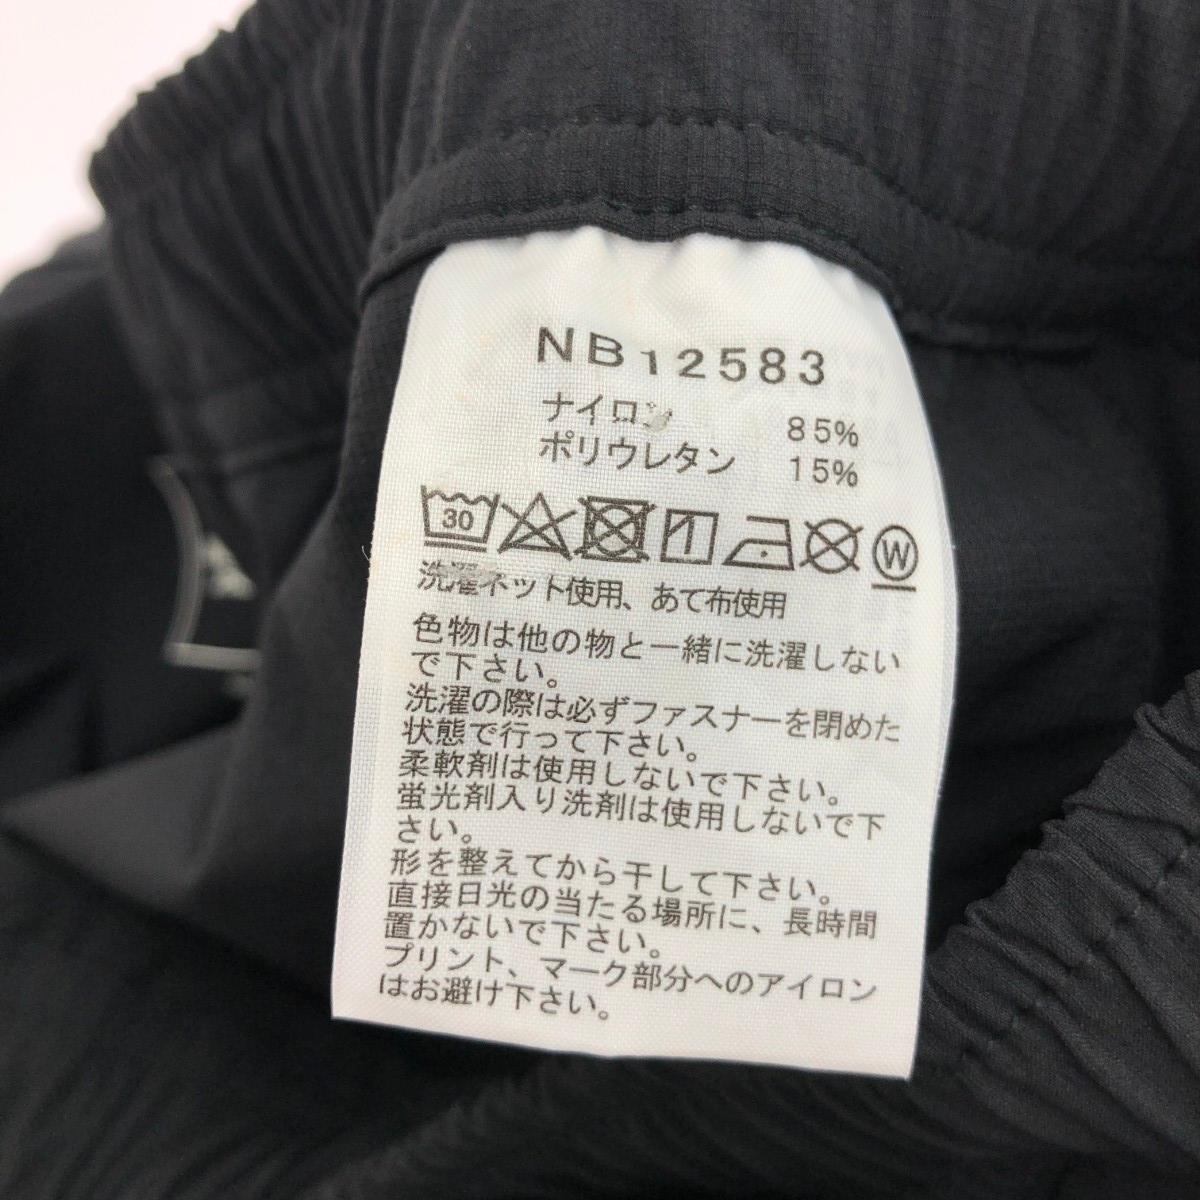 NB12583
ナイロン 85%
ポリウレタン 15%
30 W
洗濯ネット使用、あて布使用
色物は他の物と一緒に洗濯しない
で下さい。
洗濯の際は必ずファスナーを閉めた
状態で行って下さい。
柔軟剤は使用しないで下さい。
蛍光剤入り洗剤は使用しないで下
さい。
形を整えてから干して下さい。
直接日光の当たる場所に、長時間
置かないで下さい。
プリント、マーク部分へのアイロン
はお避け下さい。